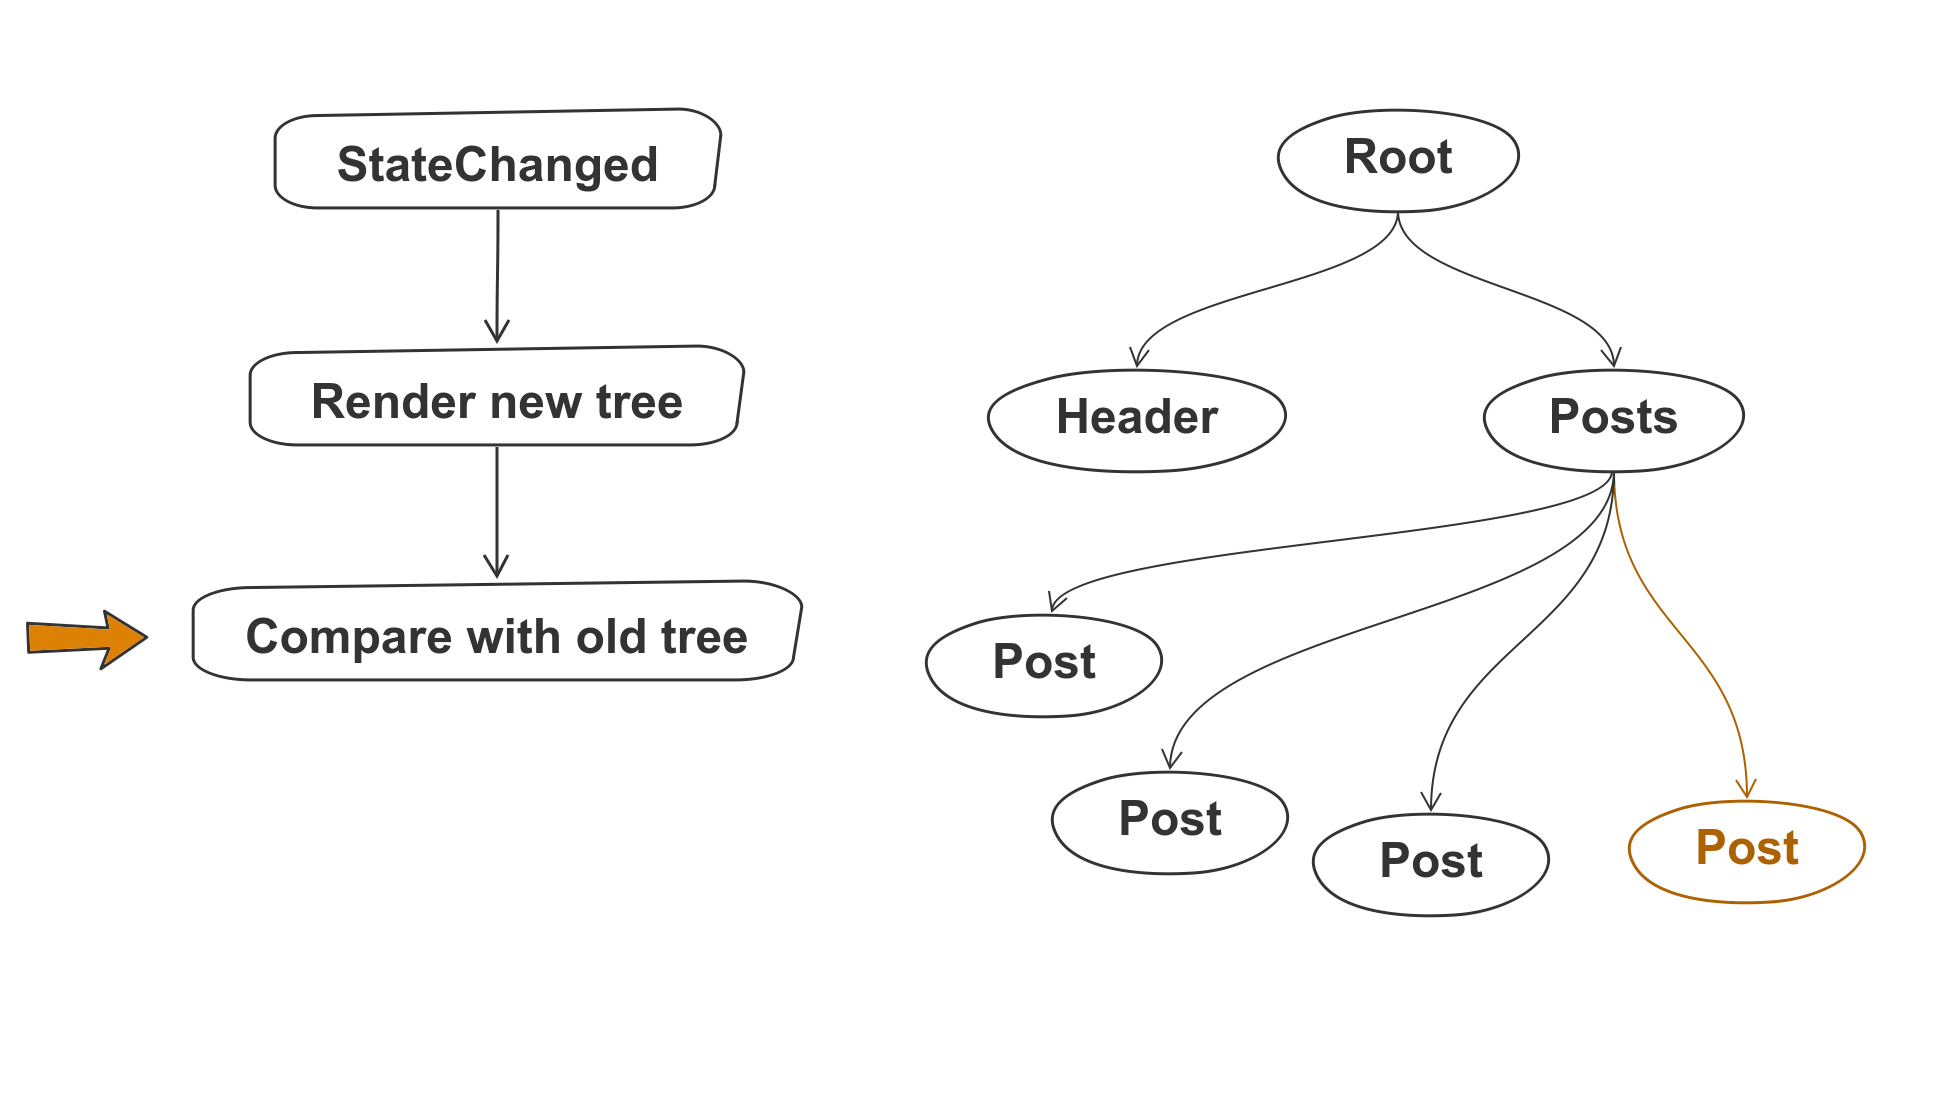 StateChanged
Render new tree
Compare with old tree
Root
Header
Posts
Post
Post
Post
Post